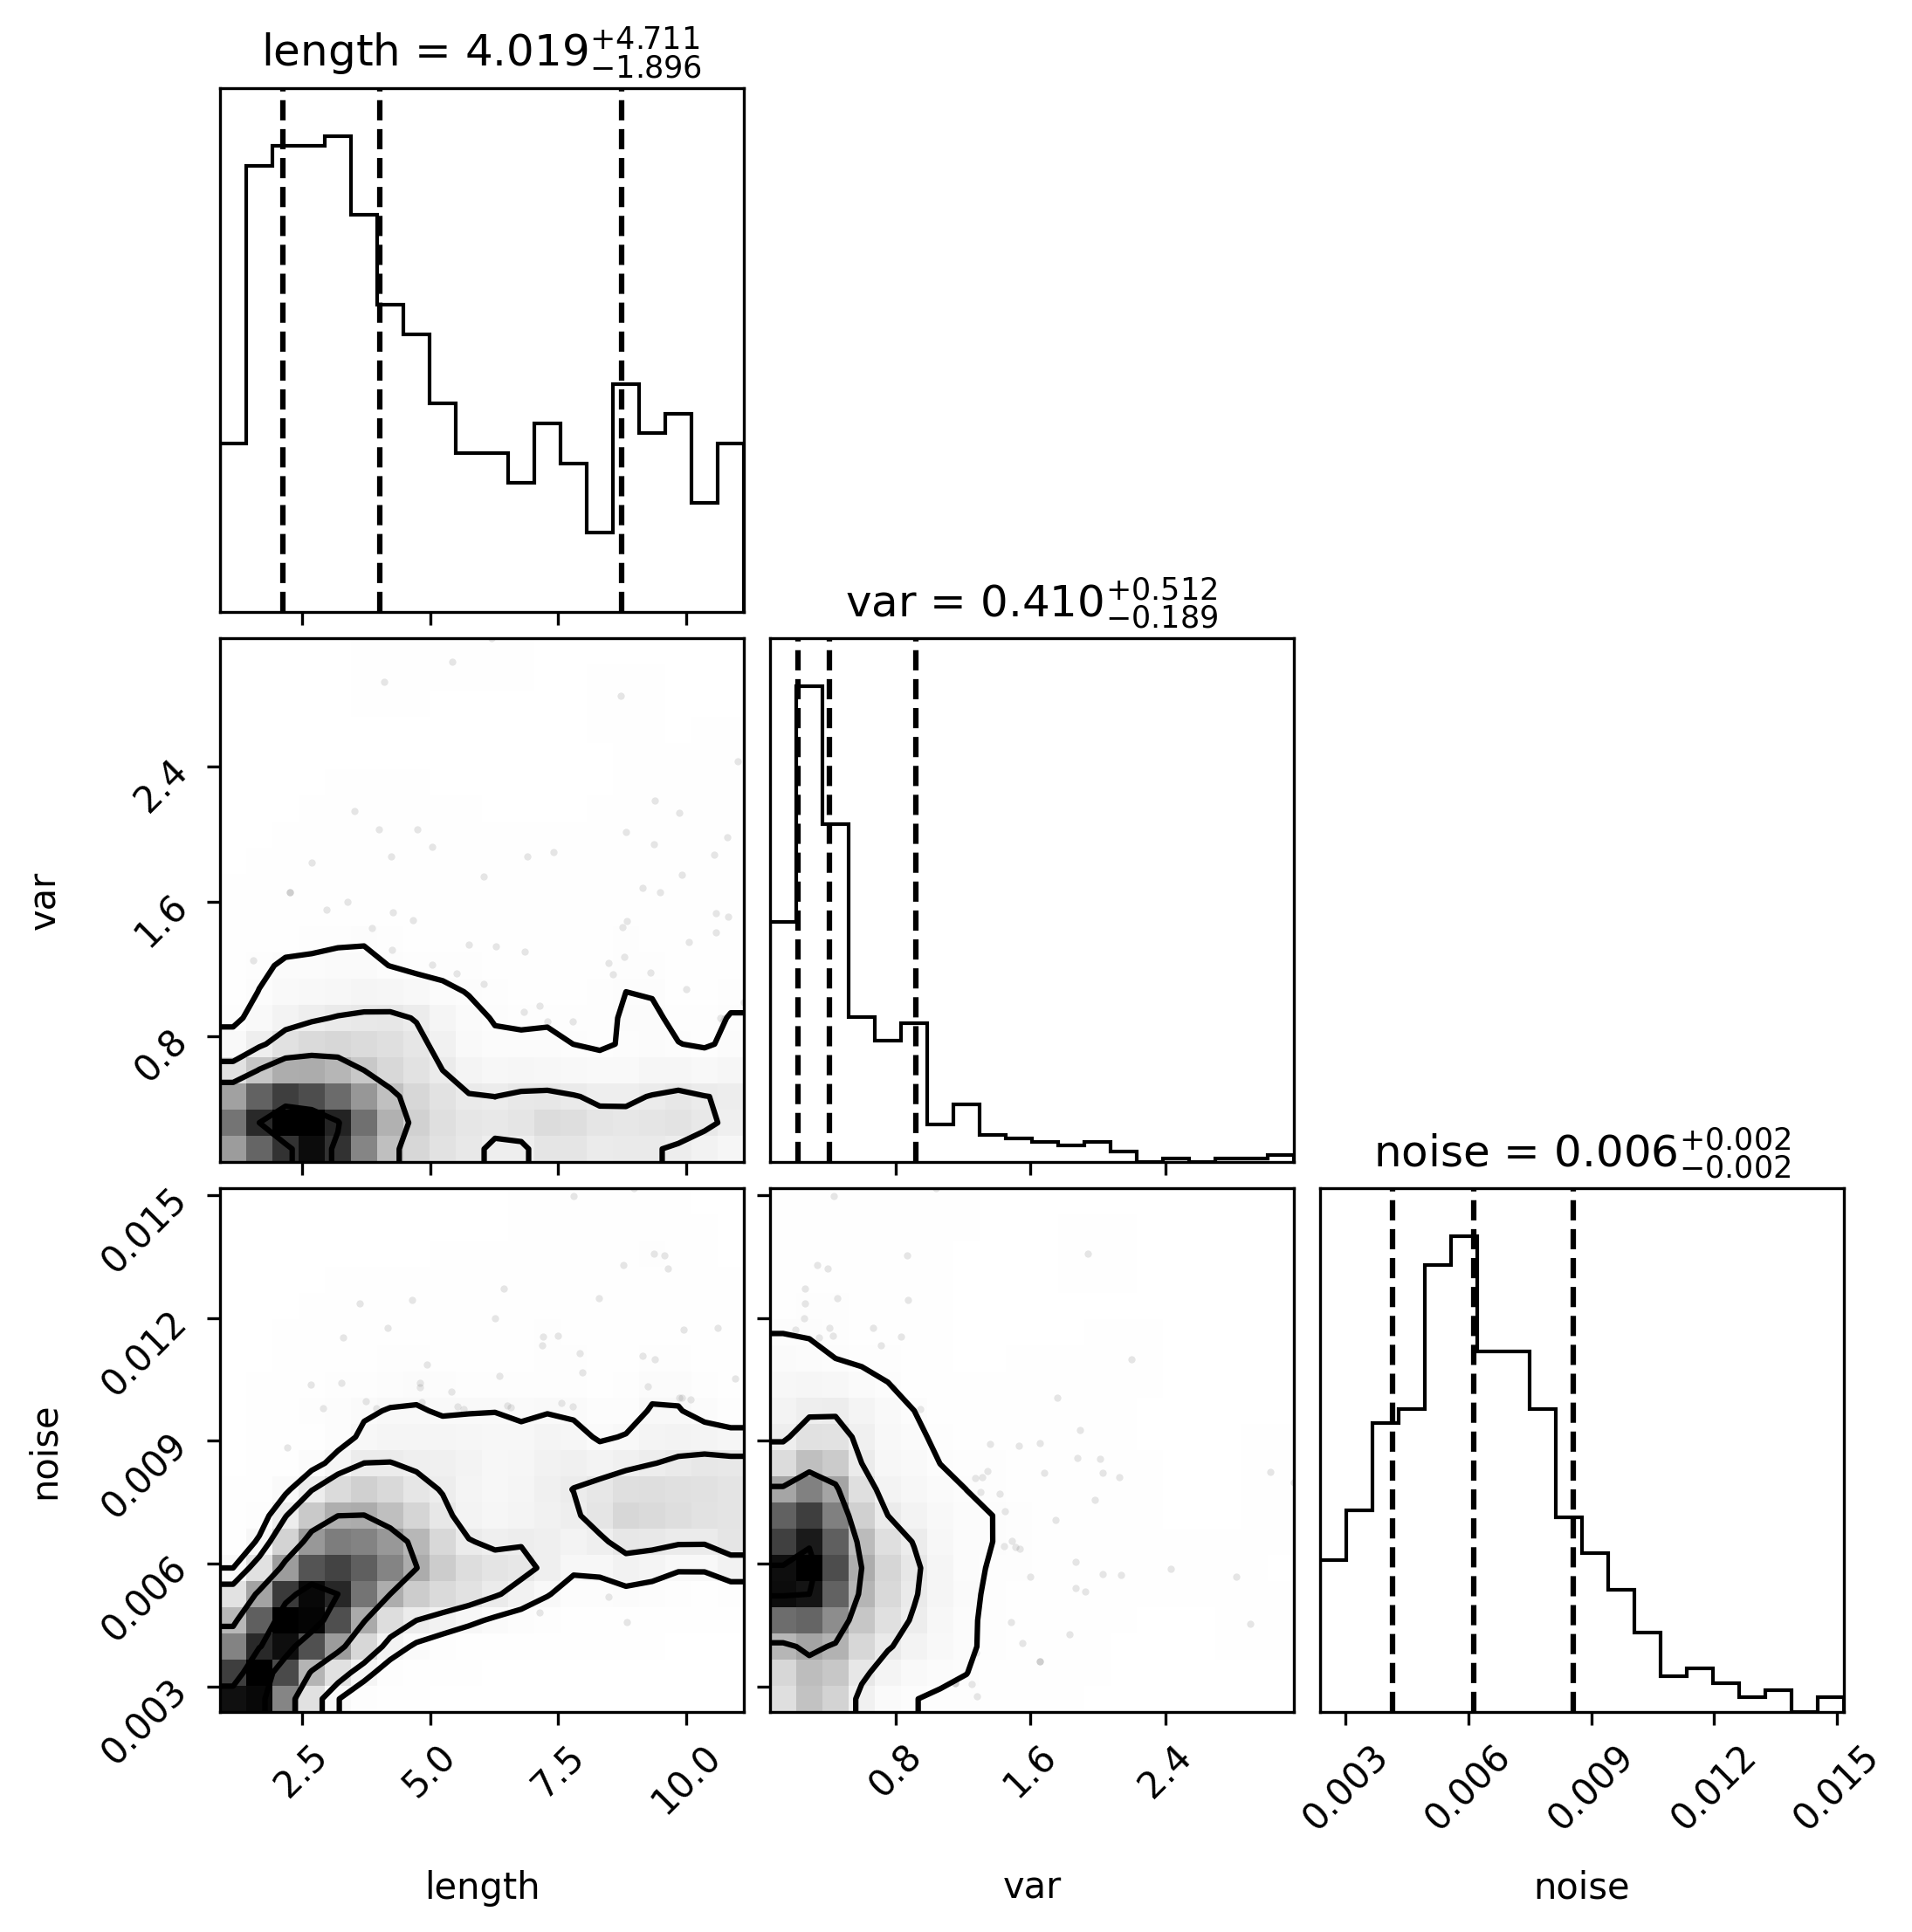 length = 4.019+4.711−1.896
var = 0.410+0.512−0.189
2.4
1.6
0.8
var
noise = 0.006+0.002−0.002
0.015
0.012
0.009
0.006
0.003
noise
2.5 5.0 7.5 10.0 0.8 1.6 2.4 0.003 0.006 0.009 0.012 0.015
length var noise